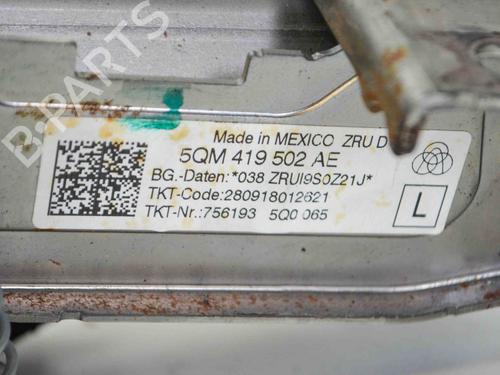 B-PARTS
Made in MEXICO ZRU D
5QM 419 502 AE
BG.-Daten:*038 ZRUI9S0Z21J*
TKT-Code:280918012621
TKT-Nr.:756193 5Q0 065
L